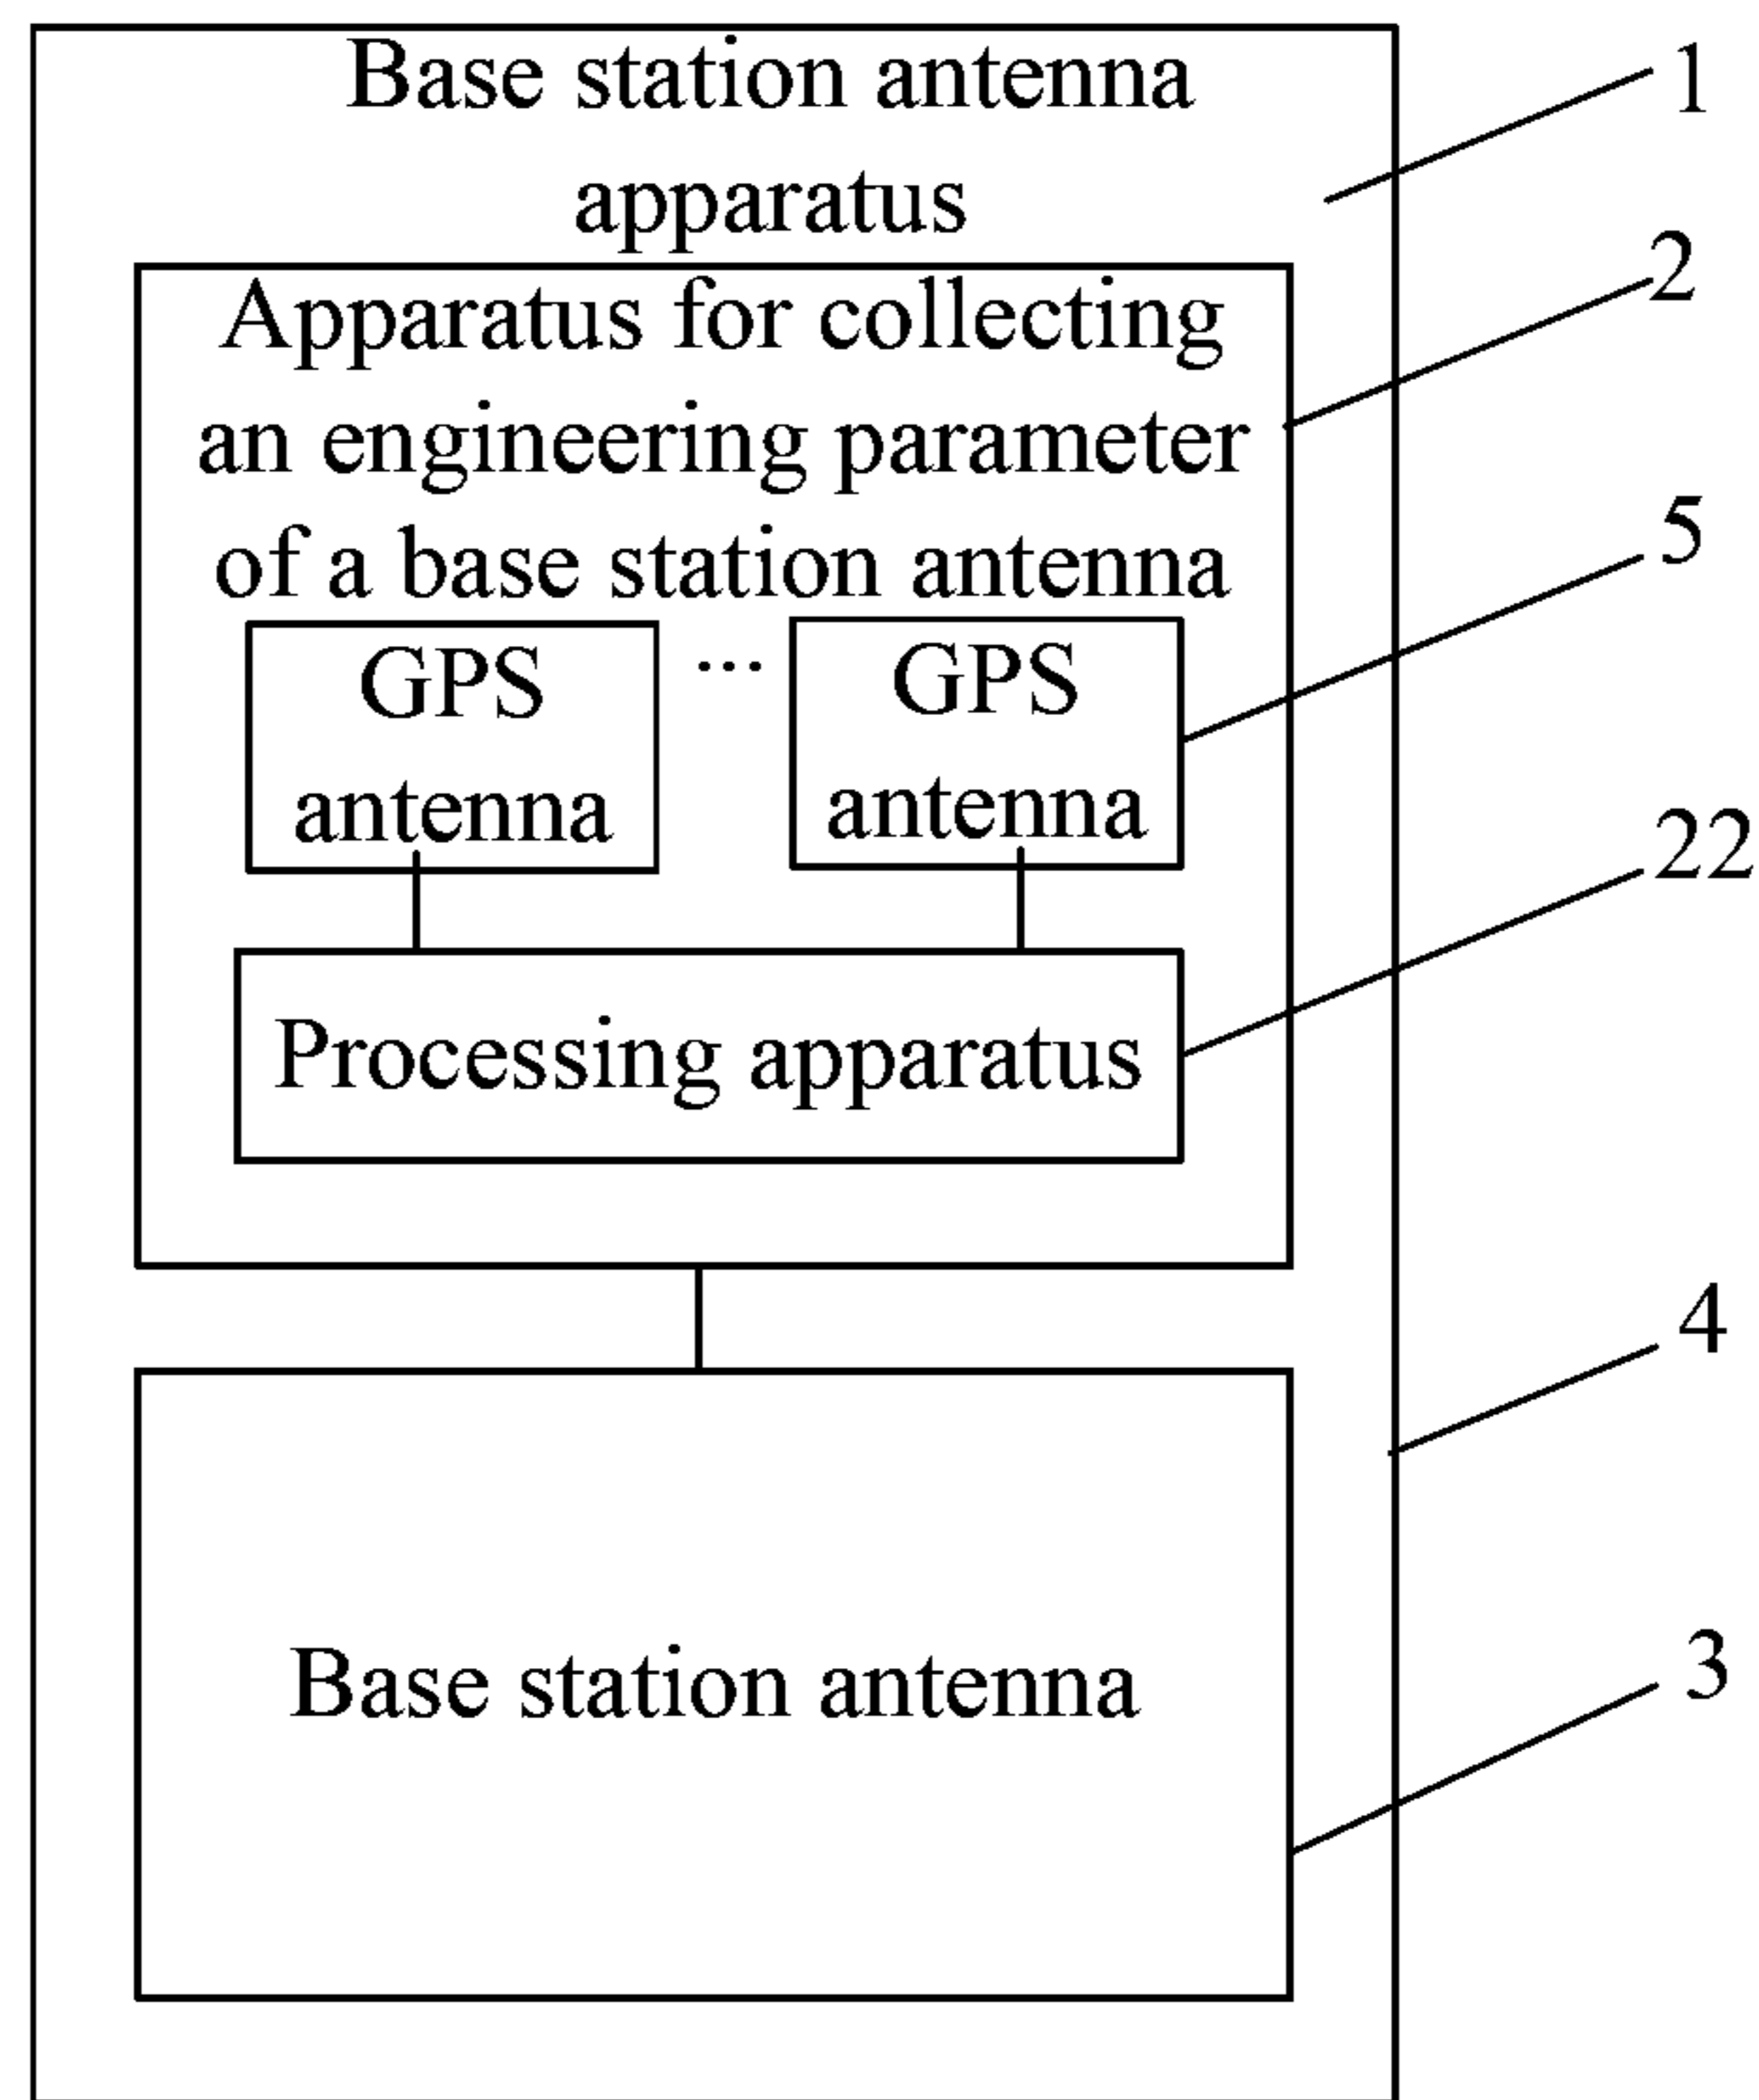 Base station antenna
apparatus
1
Apparatus for collecting
an engineering parameter
of a base station antenna
2
GPS
antenna
...
GPS
antenna
5
Processing apparatus
22
4
Base station antenna
3